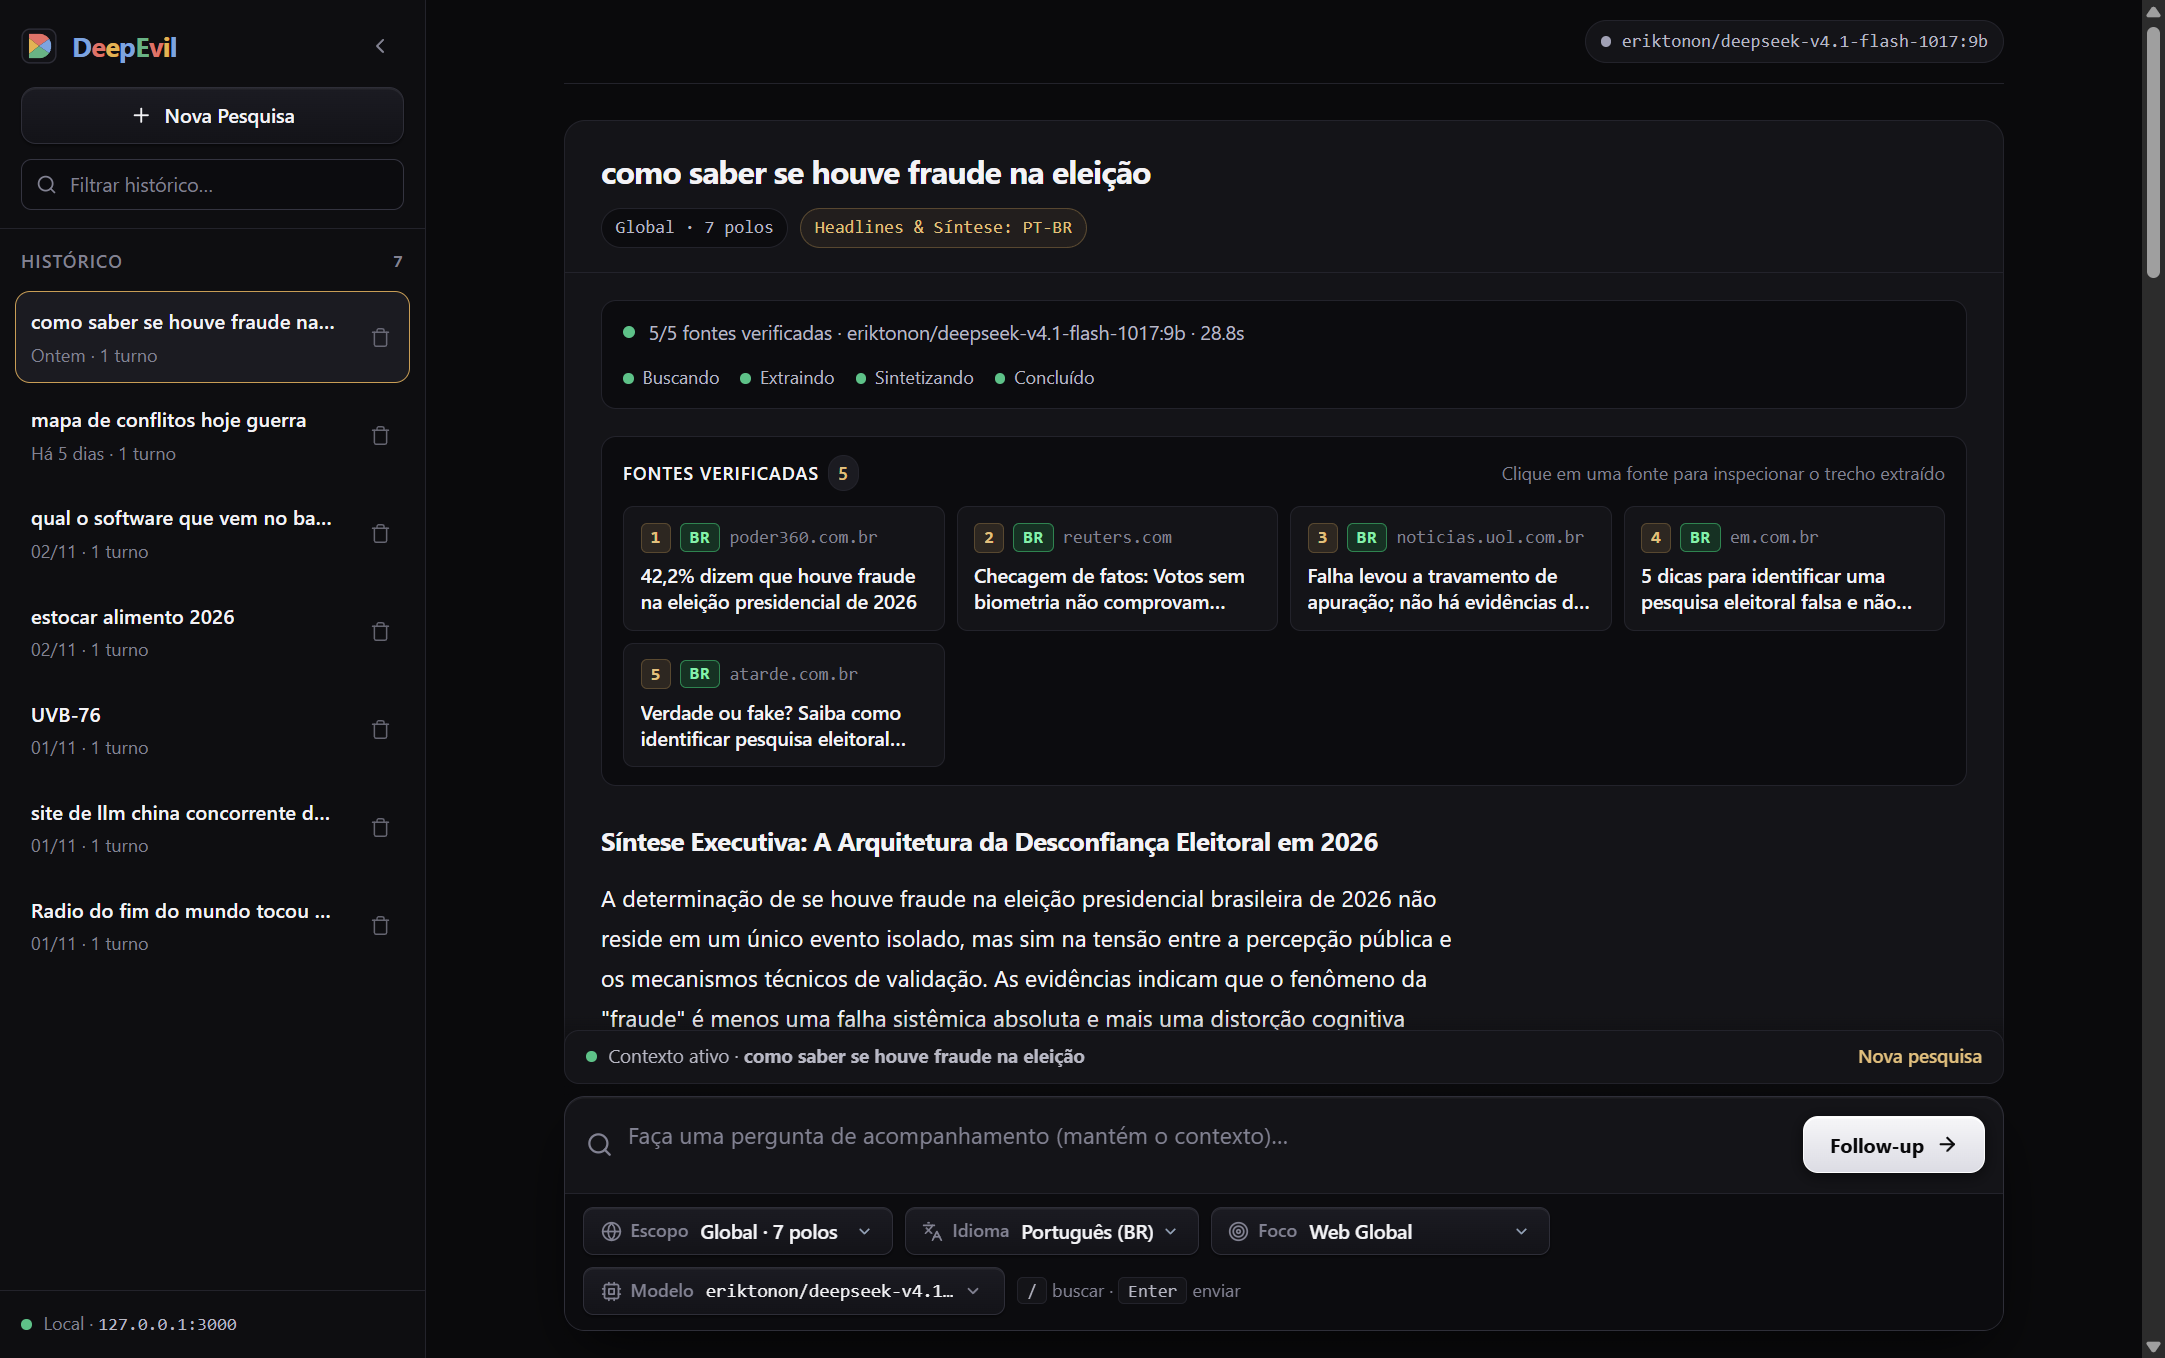 DeepEvil
Nova Pesquisa
Filtrar histórico...
HISTÓRICO 7
como saber se houve fraude na...
Ontem · 1 turno
mapa de conflitos hoje guerra
Há 5 dias · 1 turno
qual o software que vem no ba...
02/11 · 1 turno
estocar alimento 2026
02/11 · 1 turno
UVB-76
01/11 · 1 turno
site de llm china concorrente d...
01/11 · 1 turno
Radio do fim do mundo tocou ...
01/11 · 1 turno
Local · 127.0.0.1:3000
eriktonon/deepseek-v4.1-flash-1017:9b
como saber se houve fraude na eleição
Global · 7 polos
Headlines & Síntese: PT-BR
5/5 fontes verificadas · eriktonon/deepseek-v4.1-flash-1017:9b · 28.8s
Buscando Extraindo Sintetizando Concluído
FONTES VERIFICADAS 5
Clique em uma fonte para inspecionar o trecho extraído
1 BR poder360.com.br
42,2% dizem que houve fraude
na eleição presidencial de 2026
2 BR reuters.com
Checagem de fatos: Votos sem
biometria não comprovam...
3 BR noticias.uol.com.br
Falha levou a travamento de
apuração; não há evidências d...
4 BR em.com.br
5 dicas para identificar uma
pesquisa eleitoral falsa e não...
5 BR atarde.com.br
Verdade ou fake? Saiba como
identificar pesquisa eleitoral...
Síntese Executiva: A Arquitetura da Desconfiança Eleitoral em 2026
A determinação de se houve fraude na eleição presidencial brasileira de 2026 não
reside em um único evento isolado, mas sim na tensão entre a percepção pública e
os mecanismos técnicos de validação. As evidências indicam que o fenômeno da
"fraude" é menos uma falha sistêmica absoluta e mais uma distorção cognitiva
Contexto ativo · como saber se houve fraude na eleição
Nova pesquisa
Faça uma pergunta de acompanhamento (mantém o contexto)...
Follow-up
Escopo Global · 7 polos
Idioma Português (BR)
Foco Web Global
Modelo eriktonon/deepseek-v4.1…
/ buscar · Enter enviar